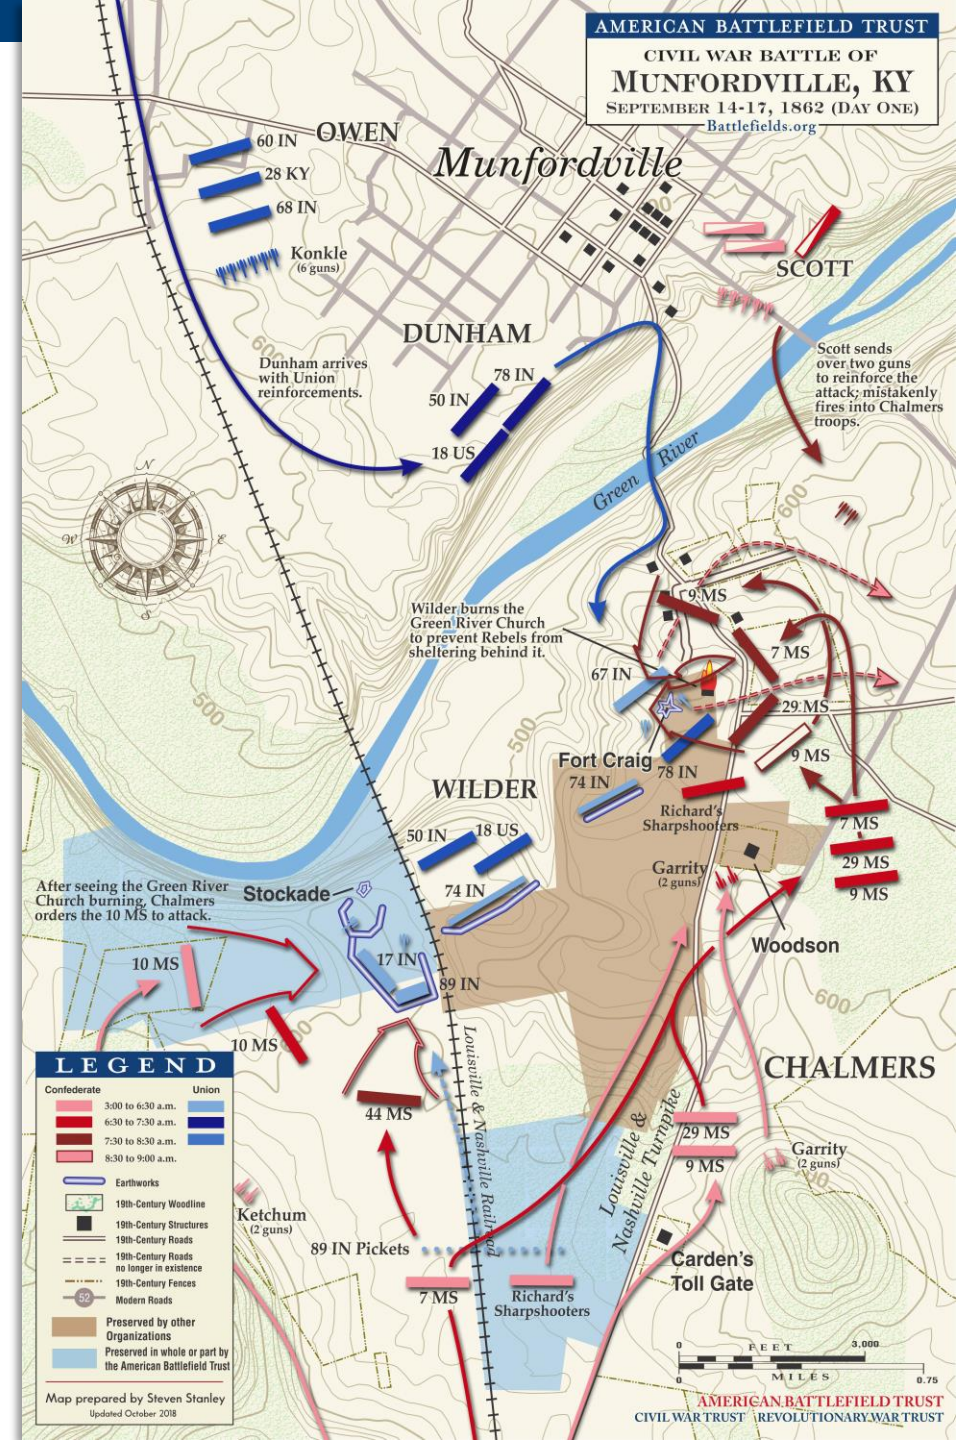 AMERICAN BATTLEFIELD TRUST
CIVIL WAR BATTLE OF
MUNFORDVILLE, KY
SEPTEMBER 14-17, 1862 (DAY ONE)
Battlefields.org
OWEN
60 IN
28 KY
68 IN
Konkle
(6 guns)
Munfordville
600
SCOTT
DUNHAM
600
Dunham arrives
with Union
reinforcements.
78 IN
50 IN
18 US
Scott sends
over two guns
to reinforce the
attack; mistakenly
fires into Chalmers
troops.
Green River
600
N
W
E
S
Wilder burns the
Green River Church
to prevent Rebels from
sheltering behind it.
9 MS
7 MS
67 IN
29 MS
500
500
Fort Craig
78 IN
9 MS
74 IN
WILDER
Richard's
Sharpshooters
7 MS
50 IN
18 US
29 MS
Garrity
(2 guns)
9 MS
After seeing the Green River
Church burning, Chalmers
orders the 10 MS to attack.
Stockade
74 IN
Woodson
10 MS
17 IN
89 IN
600
10 MS
CHALMERS
44 MS
Louisville & Nashville Railroad
Louisville &
Nashville Turnpike
29 MS
9 MS
Garrity
(2 guns)
Ketchum
(2 guns)
89 IN Pickets
Carden's
Toll Gate
7 MS
Richard's
Sharpshooters
LEGEND
Confederate
Union
3:00 to 6:30 a.m.
6:30 to 7:30 a.m.
7:30 to 8:30 a.m.
8:30 to 9:00 a.m.
Earthworks
19th-Century Woodline
19th-Century Structures
19th-Century Roads
19th-Century Roads
no longer in existence
19th-Century Fences
52
Modern Roads
Preserved by other
Organizations
Preserved in whole or part by
the American Battlefield Trust
Map prepared by Steven Stanley
Updated October 2018
0
FEET
3,000
0
MILES
0.75
AMERICAN BATTLEFIELD TRUST
CIVIL WAR TRUST REVOLUTIONARY WAR TRUST